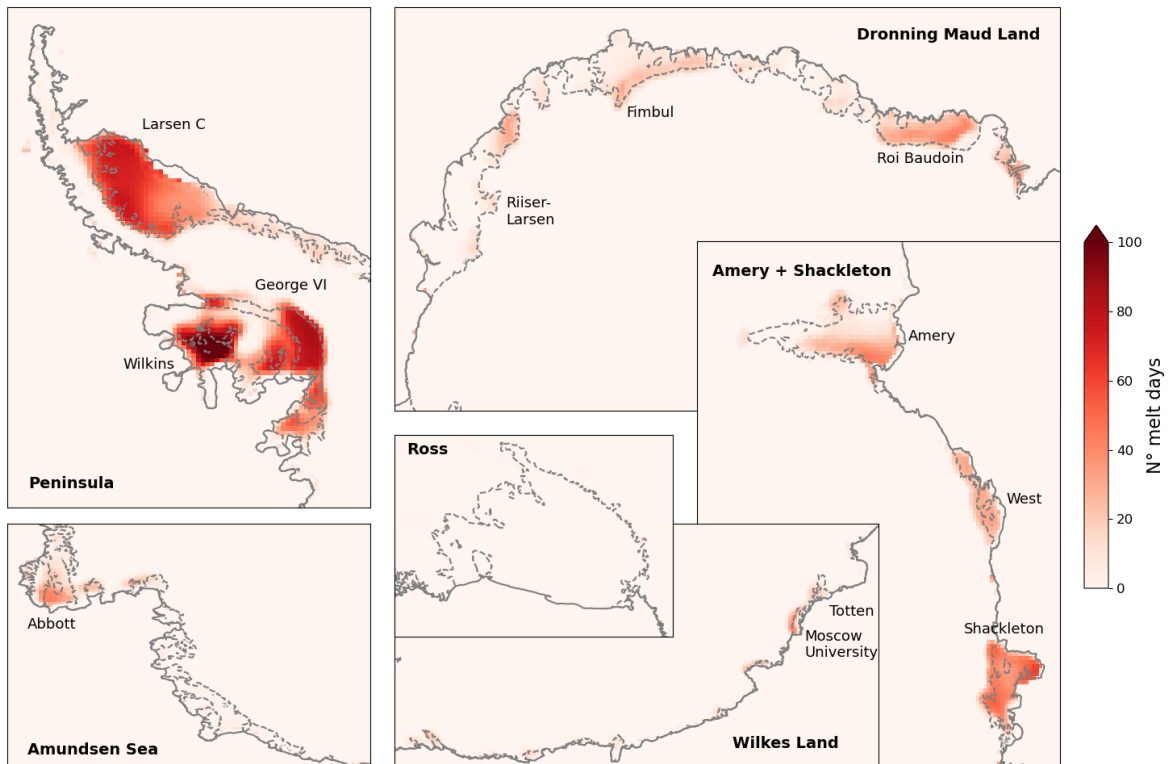 Larsen C
George VI
Wilkins
Peninsula
Dronning Maud Land
Fimbul
Roi Baudoin
Riiser-
Larsen
Amery + Shackleton
Amery
West
Shackleton
Ross
Abbott
Amundsen Sea
Totten
Moscow
University
Wilkes Land
100
80
60
40
20
0
N° melt days